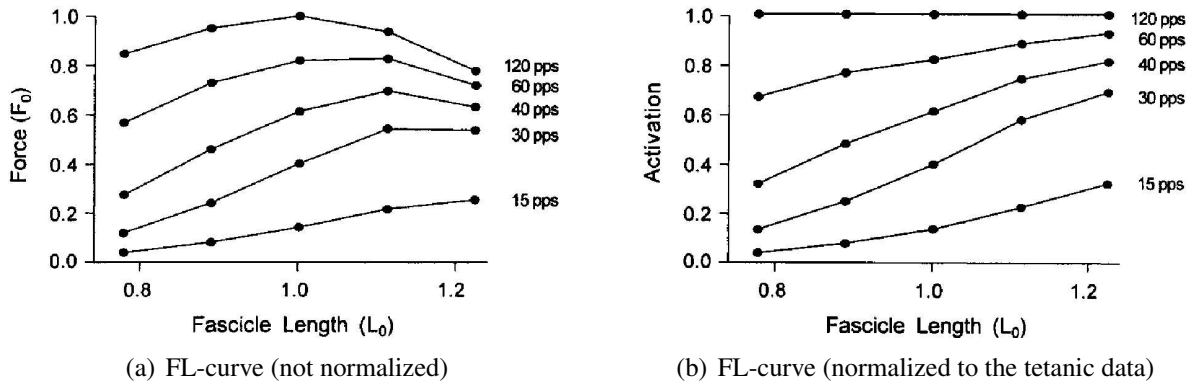 Force (F₀)
1.0
0.8
0.6
0.4
0.2
0.0
0.8
1.0
1.2
Fascicle Length (L₀)
120 pps
60 pps
40 pps
30 pps
15 pps
(a) FL-curve (not normalized)
Activation
1.0
0.8
0.6
0.4
0.2
0.0
0.8
1.0
1.2
Fascicle Length (L₀)
120 pps
60 pps
40 pps
30 pps
15 pps
(b) FL-curve (normalized to the tetanic data)